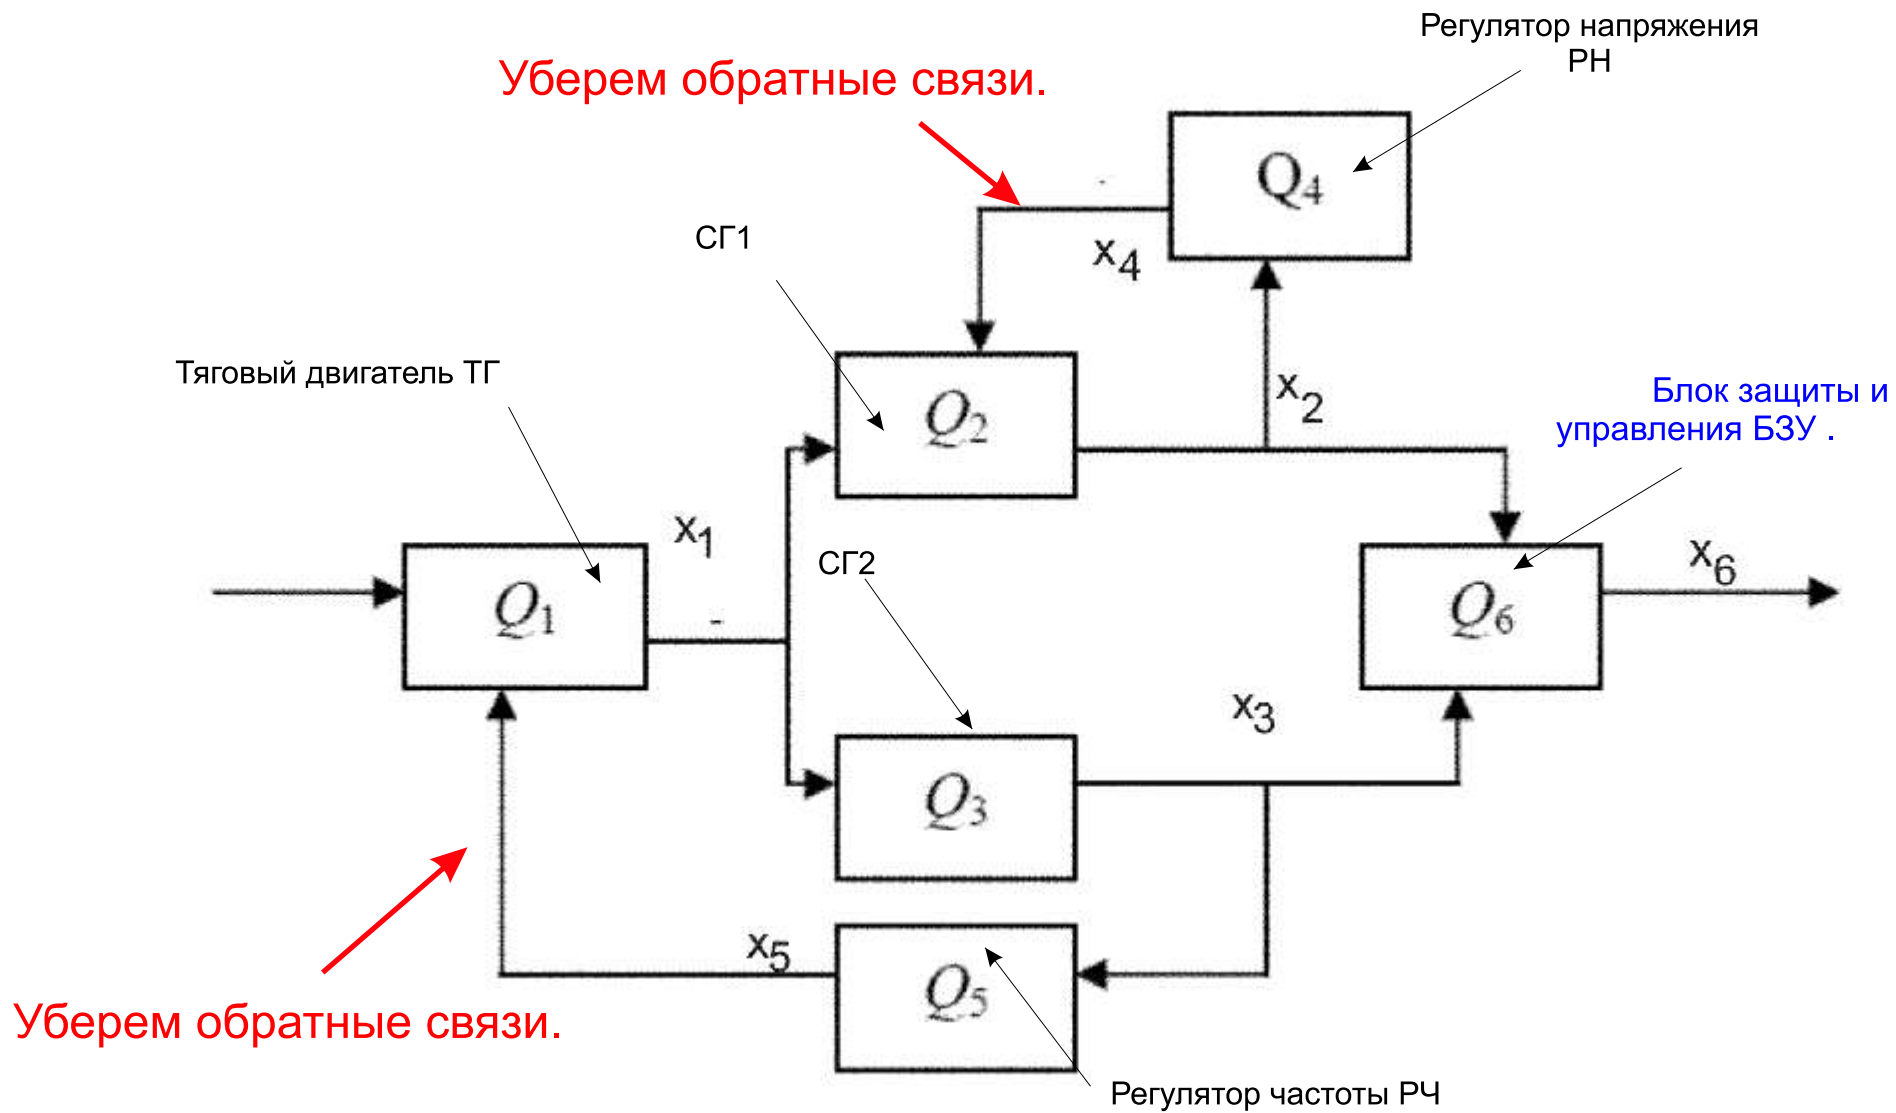 Регулятор напряжения
РН
Уберем обратные связи.
Q4
x4
СГ1
Тяговый двигатель ТГ
x2
Блок защиты и
управления БЗУ .
Q2
x1
СГ2
x6
Q1
Q6
x3
Q3
x5
Q5
Уберем обратные связи.
Регулятор частоты РЧ